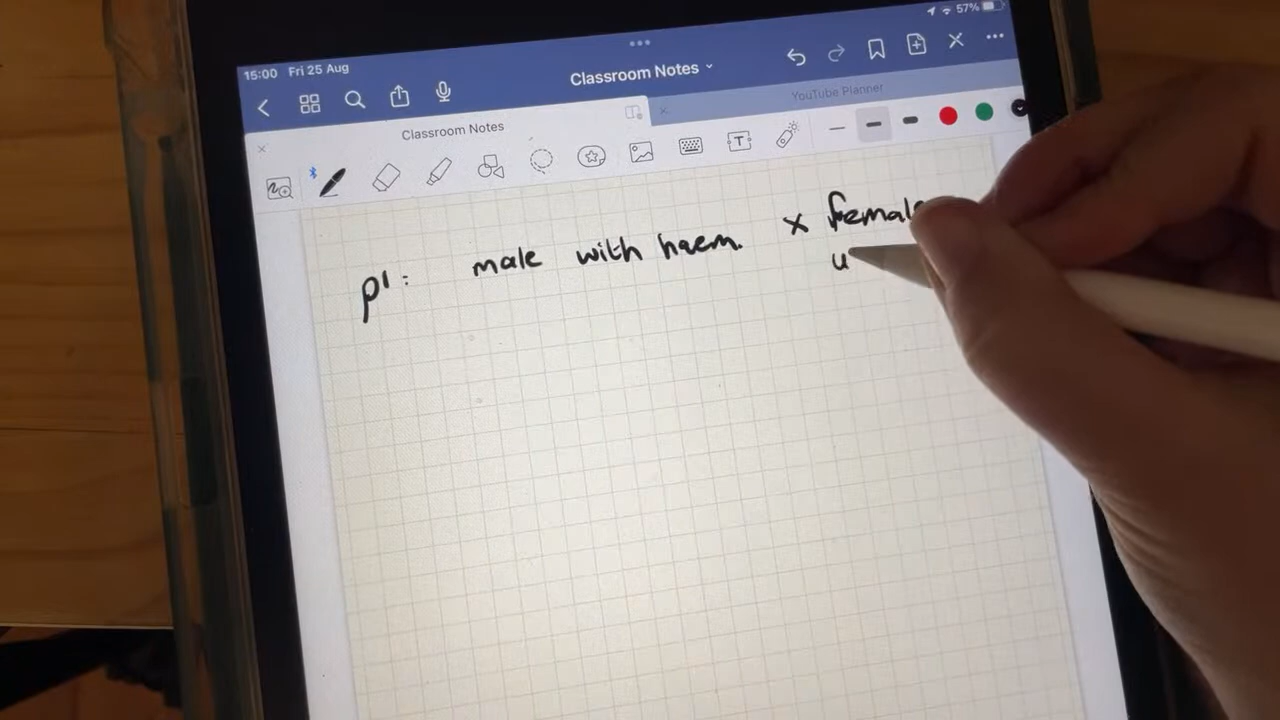 57%
15:00 Fri 25 Aug
Classroom Notes
YouTube Planner
Classroom Notes
T
p1: male with haem. x female
u